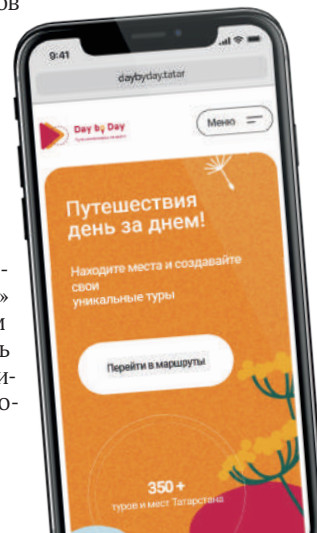 ов
9:41
daybyday.tatar
Day by Day
Меню
Путешествия
день за днем!
Находите места и создавайте
свои
уникальные туры
Перейти в маршруты
350 +
туров и мест Татарстана
-
»
м
ь
и-
о-